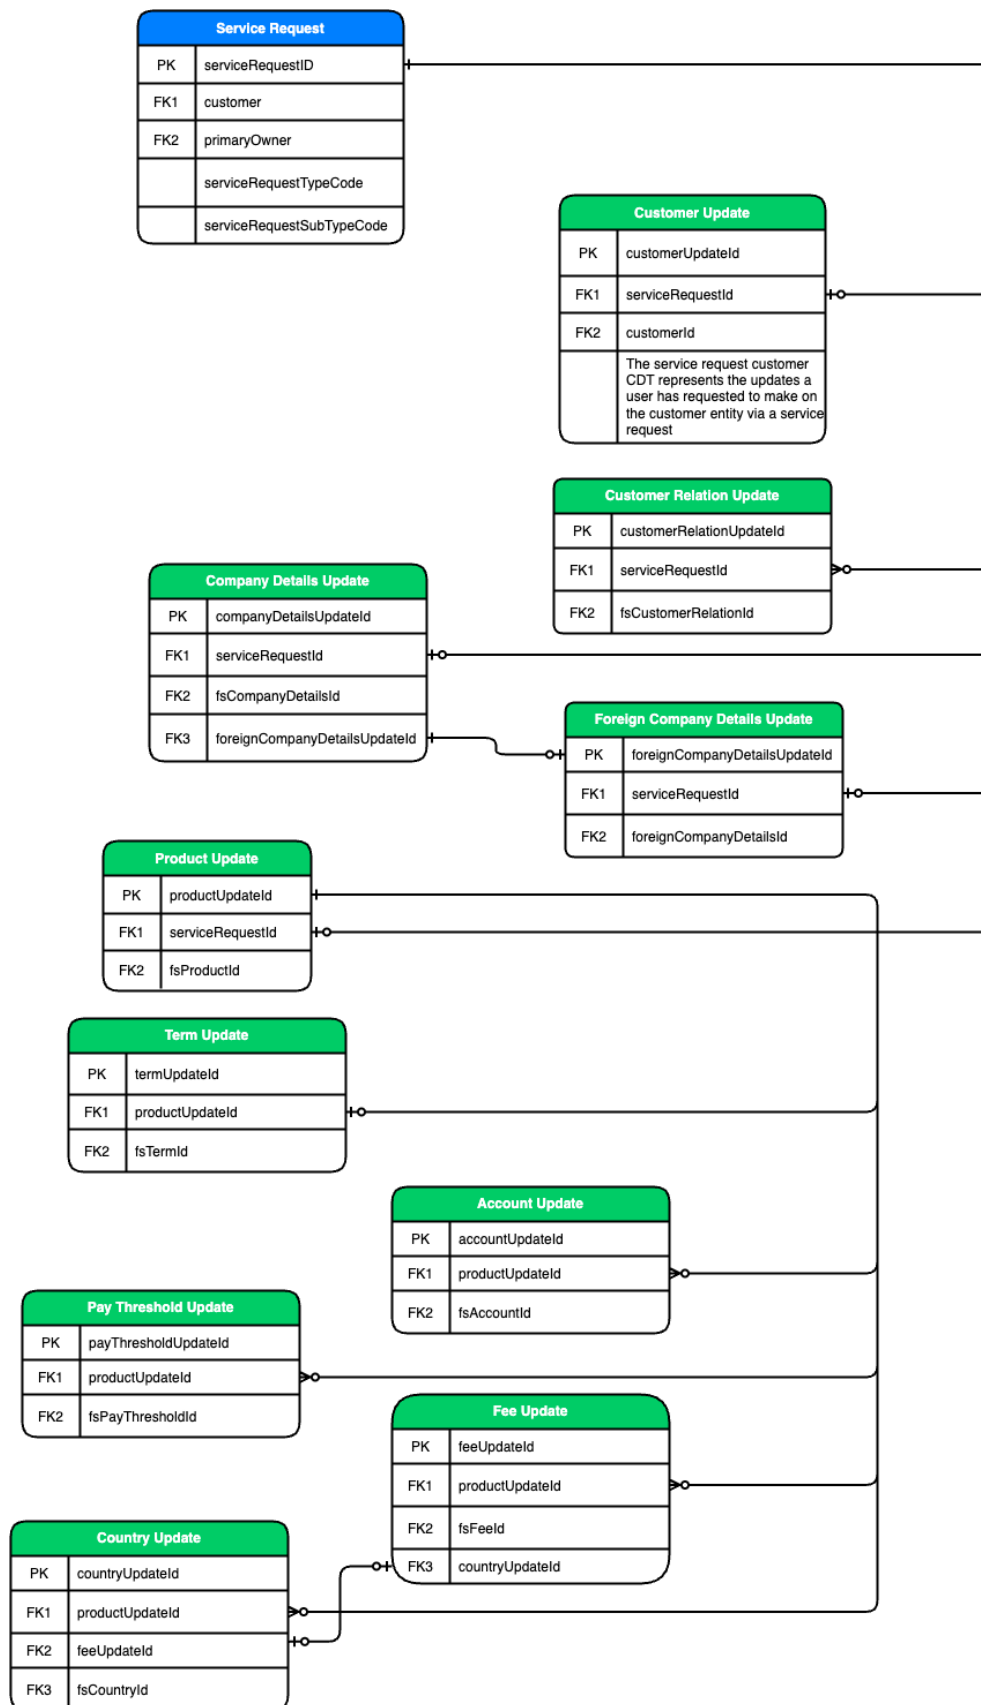 Service Request
PK serviceRequestID
FK1 customer
FK2 primaryOwner
serviceRequestTypeCode
serviceRequestSubTypeCode
Customer Update
PK customerUpdateId
FK1 serviceRequestId
FK2 customerId
The service request customer
CDT represents the updates a
user has requested to make on
the customer entity via a service
request
Customer Relation Update
PK customerRelationUpdateId
FK1 serviceRequestId
FK2 fsCustomerRelationId
Company Details Update
PK companyDetailsUpdateId
FK1 serviceRequestId
FK2 fsCompanyDetailsId
FK3 foreignCompanyDetailsUpdateId
Foreign Company Details Update
PK foreignCompanyDetailsUpdateId
FK1 serviceRequestId
FK2 foreignCompanyDetailsId
Product Update
PK productUpdateId
FK1 serviceRequestId
FK2 fsProductId
Term Update
PK termUpdateId
FK1 productUpdateId
FK2 fsTermId
Account Update
PK accountUpdateId
FK1 productUpdateId
FK2 fsAccountId
Pay Threshold Update
PK payThresholdUpdateId
FK1 productUpdateId
FK2 fsPayThresholdId
Fee Update
PK feeUpdateId
FK1 productUpdateId
FK2 fsFeeId
FK3 countryUpdateId
Country Update
PK countryUpdateId
FK1 productUpdateId
FK2 feeUpdateId
FK3 fsCountryId